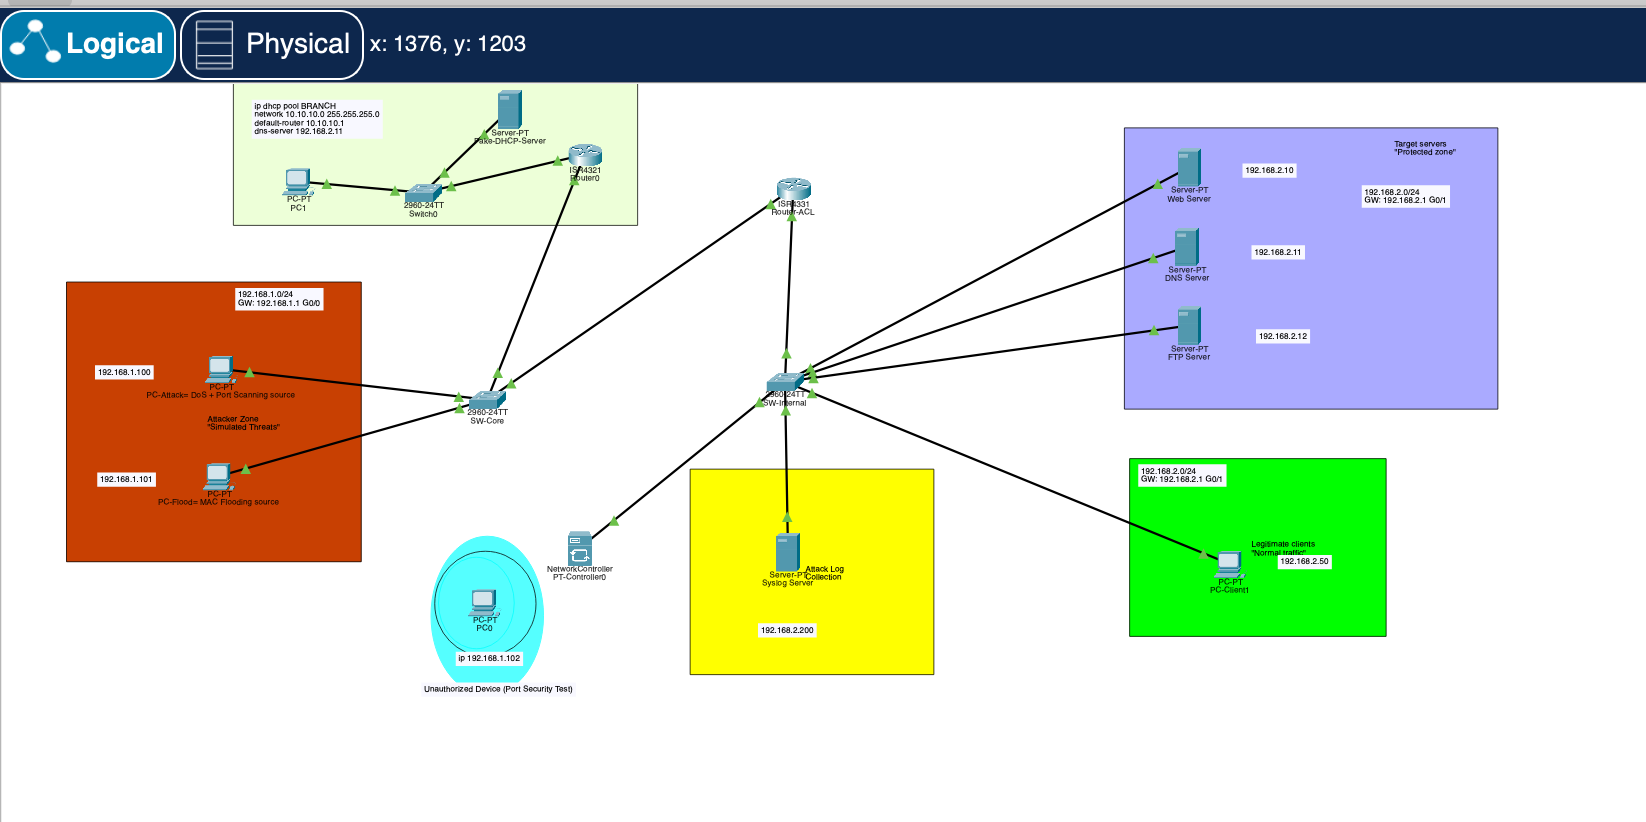 Logical
Physical
x: 1376, y: 1203
ip dhcp pool BRANCH
network 10.10.10.0 255.255.255.0
default-router 10.10.10.1
dns-server 192.168.2.11
Server-PT
Fake-DHCP-Server
ISR4321
Router0
PC-PT
PC1
2960-24TT
Switch0
ISR4331
Router-ACL
Target servers
"Protected zone"
Server-PT
Web Server
192.168.2.10
192.168.2.0/24
GW: 192.168.2.1 G0/1
Server-PT
DNS Server
192.168.2.11
Server-PT
FTP Server
192.168.2.12
192.168.1.0/24
GW: 192.168.1.1 G0/0
192.168.1.100
PC-PT
PC-Attack= DoS + Port Scanning source
Attacker Zone
"Simulated Threats"
192.168.1.101
PC-PT
PC-Flood= MAC Flooding source
2960-24TT
SW-Core
2960-24TT
SW-Internal
192.168.2.0/24
GW: 192.168.2.1 G0/1
Legitimate clients
"Normal traffic"
192.168.2.50
PC-PT
PC-Client1
NetworkController
PT-Controller0
Server-PT
Syslog Server
Attack Log
Collection
192.168.2.200
PC-PT
PC0
ip 192.168.1.102
Unauthorized Device (Port Security Test)